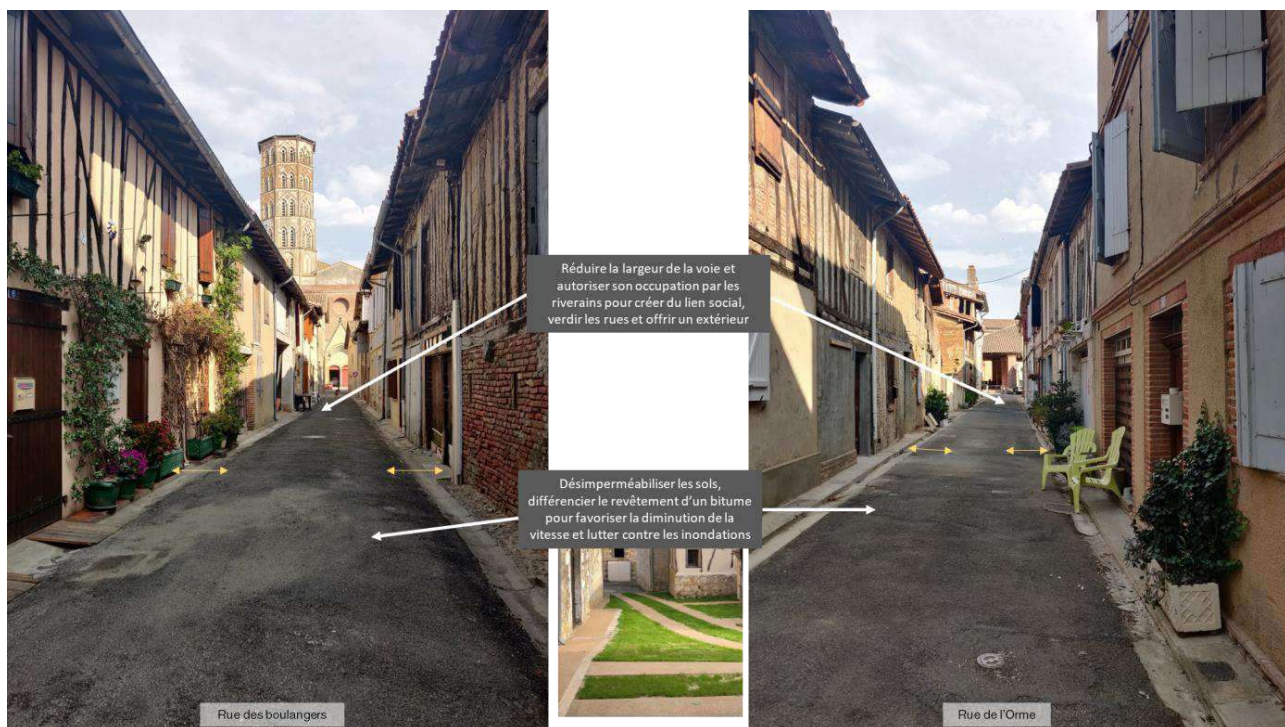 Réduire la largeur de la voie et
autoriser son occupation par les
riverains pour créer du lien social,
verdir les rues et offrir un extérieur
Désimperméabiliser les sols,
différencier le revêtement d'un bitume
pour favoriser la diminution de la
vitesse et lutter contre les inondations
Rue des boulangers
Rue de l'Orme